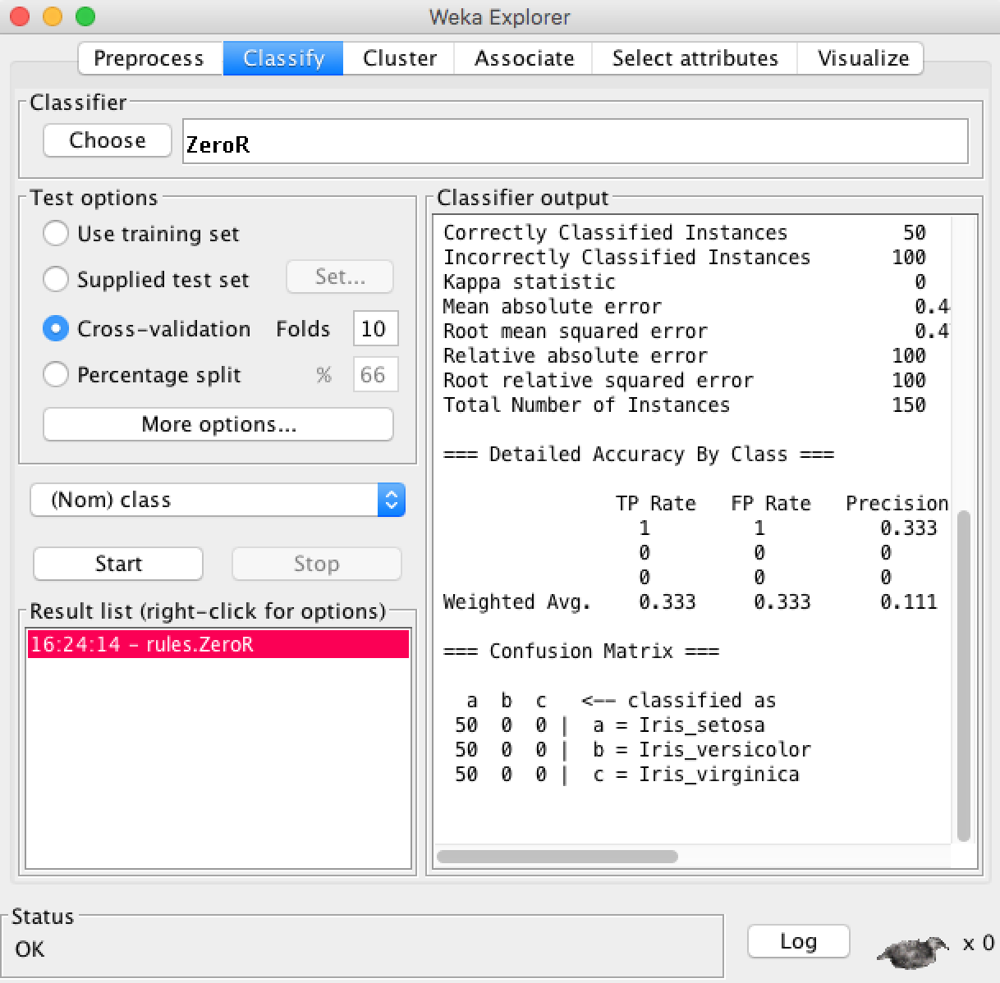 Weka Explorer
Preprocess Classify Cluster Associate Select attributes Visualize
Classifier
Choose ZeroR
Test options
Use training set
Supplied test set Set...
Cross-validation Folds 10
Percentage split % 66
More options...
(Nom) class
Start Stop
Result list (right-click for options)
16:24:14 - rules.ZeroR
Classifier output
Correctly Classified Instances 50
Incorrectly Classified Instances 100
Kappa statistic 0
Mean absolute error 0.4
Root mean squared error 0.4
Relative absolute error 100
Root relative squared error 100
Total Number of Instances 150
=== Detailed Accuracy By Class ===
TP Rate FP Rate Precision
1 1 0.333
0 0 0
0 0 0
Weighted Avg. 0.333 0.333 0.111
=== Confusion Matrix ===
a b c <-- classified as
50 0 0 | a = Iris_setosa
50 0 0 | b = Iris_versicolor
50 0 0 | c = Iris_virginica
Status
OK
Log x 0